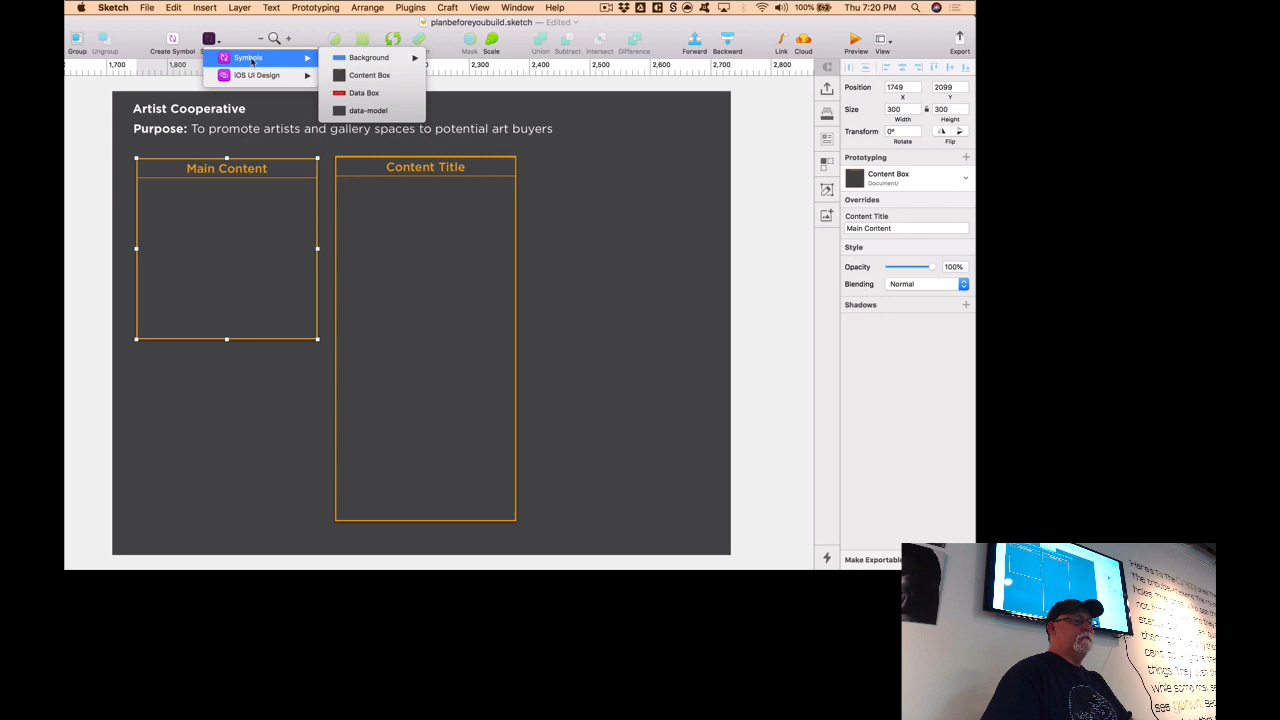 Sketch File Edit Insert Layer Text Prototyping Arrange Plugins Craft View Window Help 100% Thu 7:20 PM
planbeforeyoubuild.sketch — Edited
Group Ungroup Create Symbol Union Subtract Intersect Difference Mask Scale Forward Backward Link Cloud Preview View Export
Symbols
iOS UI Design
Background
Content Box
Data Box
data-model
1,700 1,800 2,300 2,400 2,500 2,600 2,700 2,800
Artist Cooperative
Purpose: To promote artists and gallery spaces to potential art buyers
Main Content
Content Title
Position 1749 2099
X Y
Size 300 300
Width Height
Transform 0°
Rotate Flip
Prototyping
Content Box
Document/
Overrides
Content Title
Main Content
Style
Opacity 100%
Blending Normal
Shadows
Make Exportable